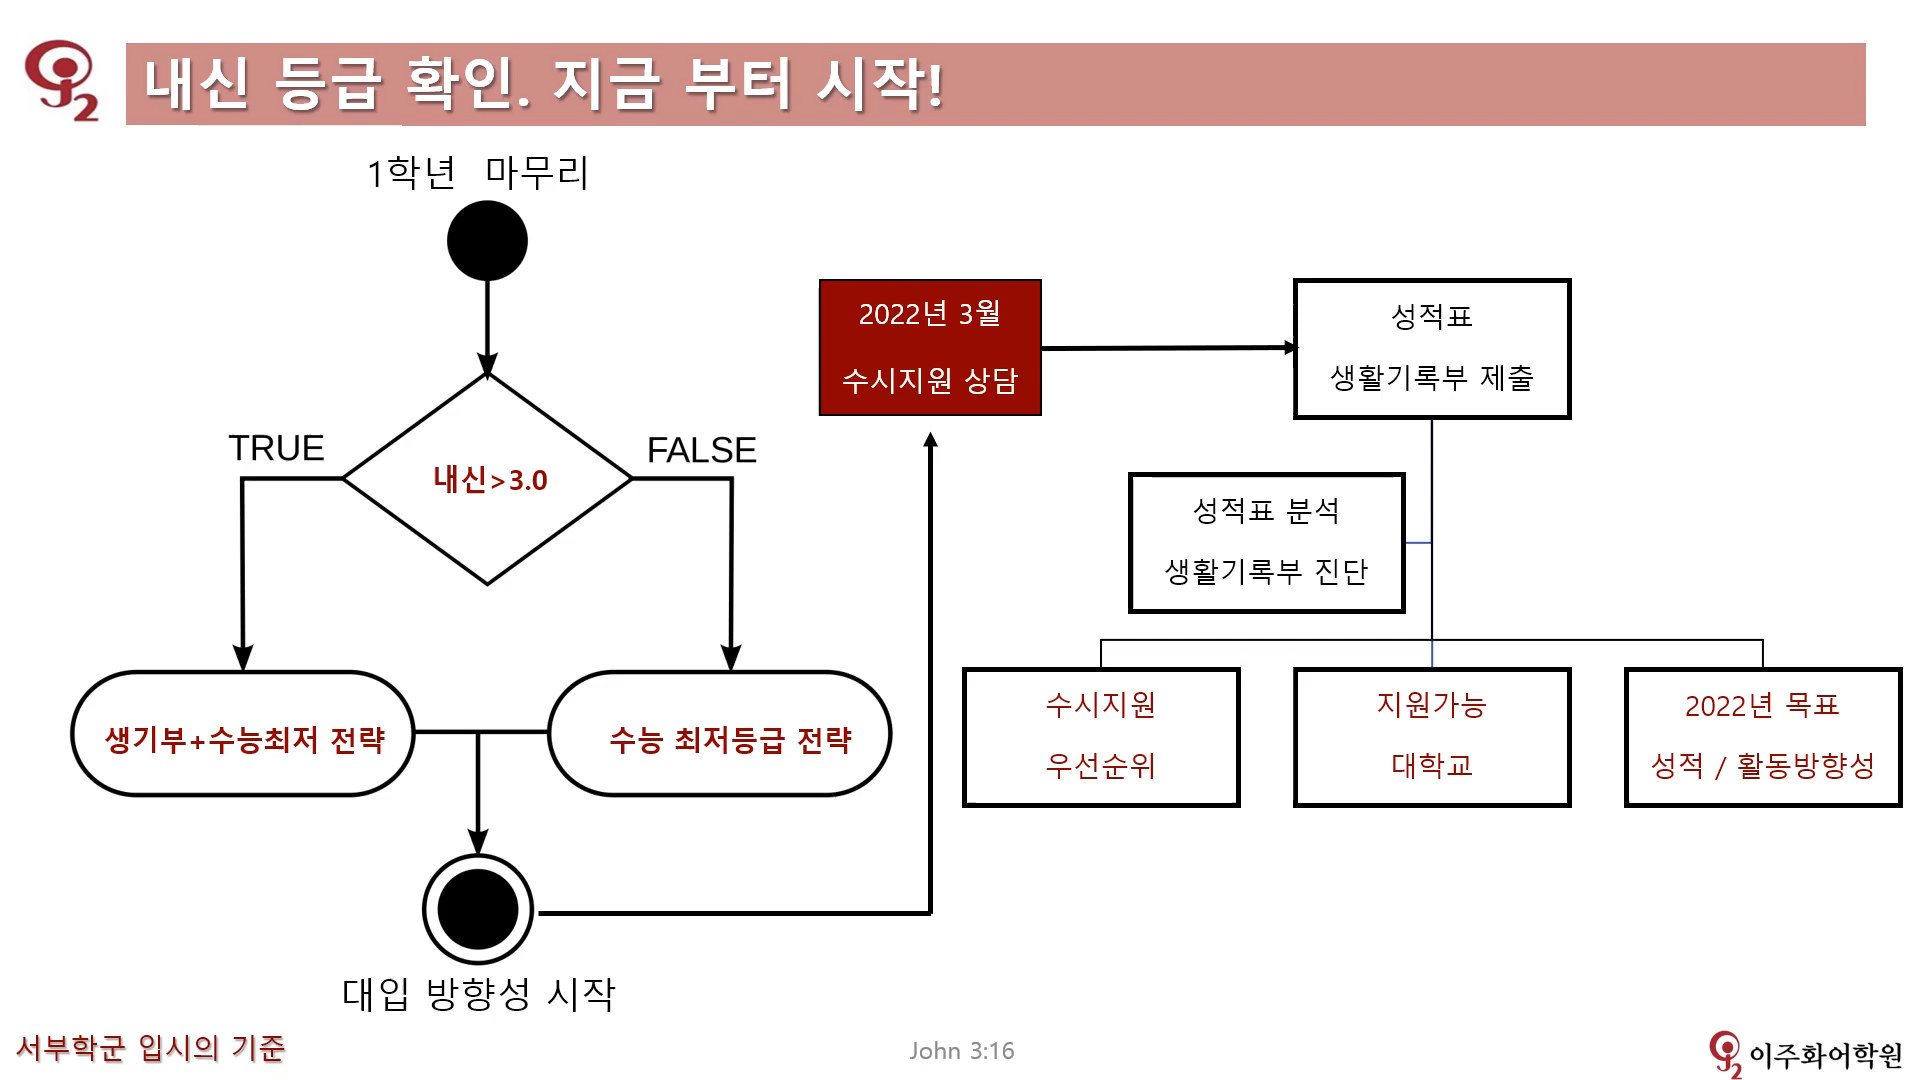 내신 등급 확인. 지금 부터 시작!
1학년 마무리
TRUE
FALSE
내신>3.0
생기부+수능최저 전략
수능 최저등급 전략
대입 방향성 시작
2022년 3월
수시지원 상담
성적표
생활기록부 제출
성적표 분석
생활기록부 진단
수시지원
우선순위
지원가능
대학교
2022년 목표
성적 / 활동방향성
서부학군 입시의 기준
John 3:16
이주화어학원